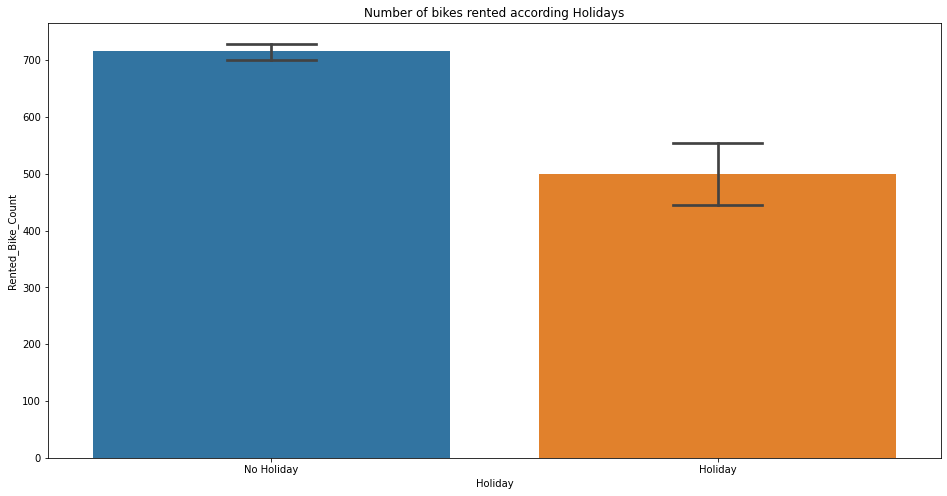 Number of bikes rented according Holidays
Rented_Bike_Count
700
600
500
400
300
200
100
0
No Holiday
Holiday
Holiday